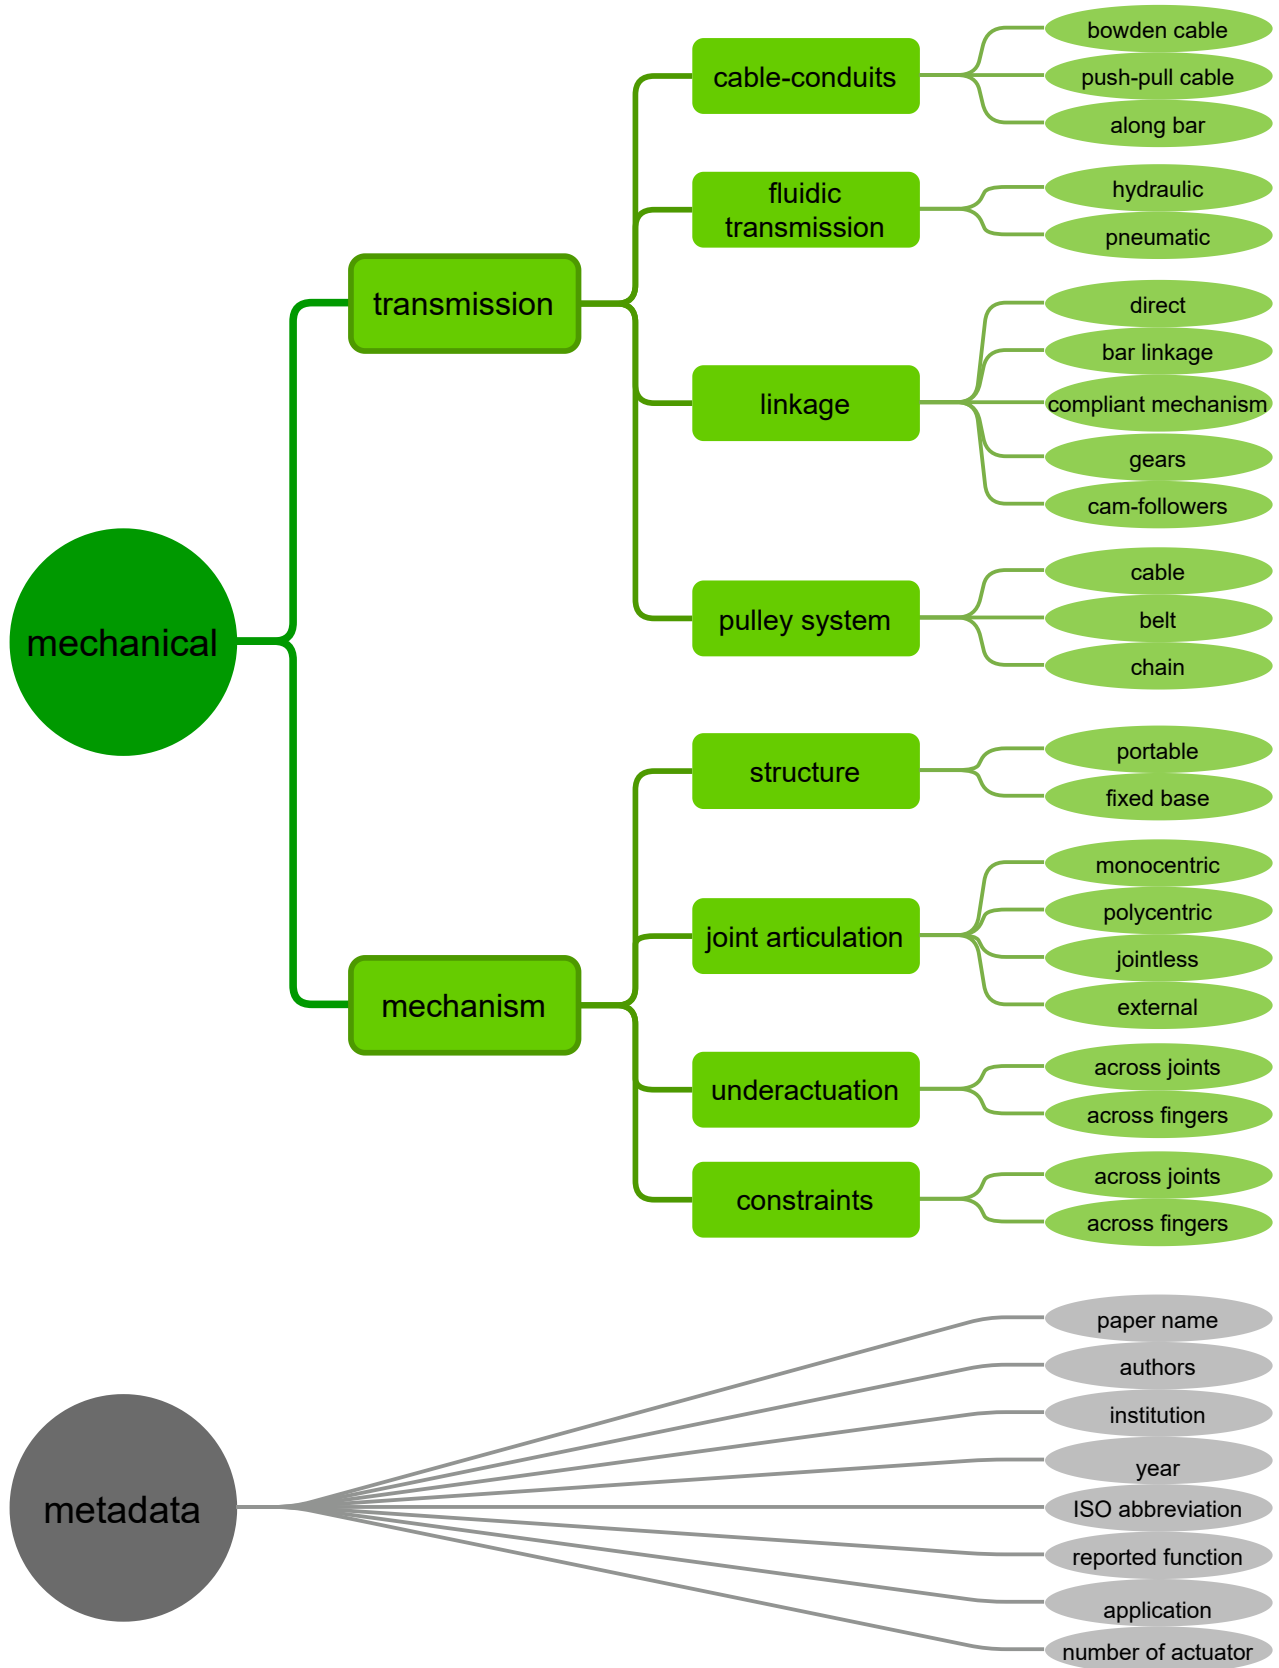 bowden cable
cable-conduits
push-pull cable
along bar
fluidic
transmission
hydraulic
pneumatic
transmission
direct
bar linkage
linkage
compliant mechanism
gears
cam-followers
cable
pulley system
belt
chain
mechanical
structure
portable
fixed base
monocentric
polycentric
joint articulation
jointless
external
mechanism
underactuation
across joints
across fingers
constraints
across joints
across fingers
paper name
authors
institution
year
metadata
ISO abbreviation
reported function
application
number of actuator